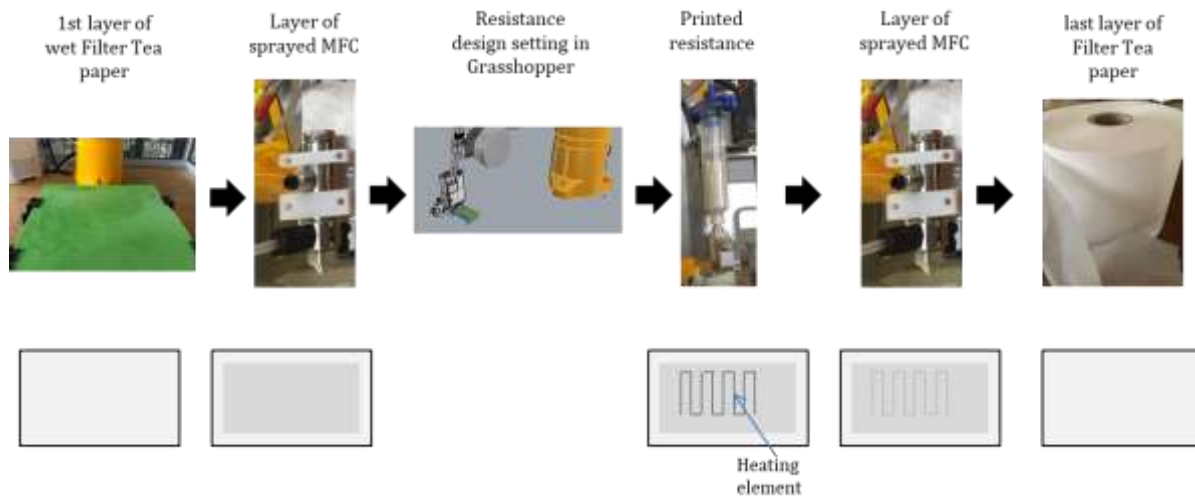 1st layer of
wet Filter Tea
paper
Layer of
sprayed MFC
Resistance
design setting in
Grasshopper
Printed
resistance
Layer of
sprayed MFC
last layer of
Filter Tea
paper
Heating
element